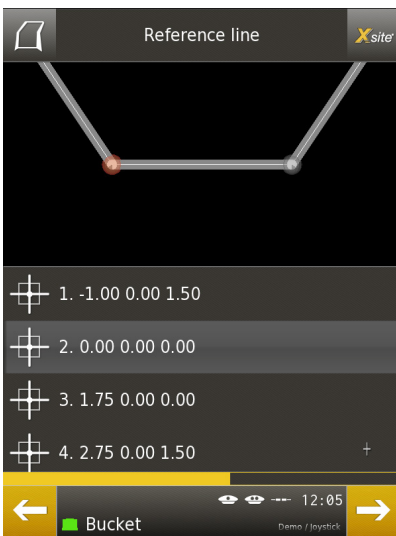 Reference line
Xsite
1. -1.00 0.00 1.50
2. 0.00 0.00 0.00
3. 1.75 0.00 0.00
4. 2.75 0.00 1.50
12:05
Bucket
Demo / Joystick